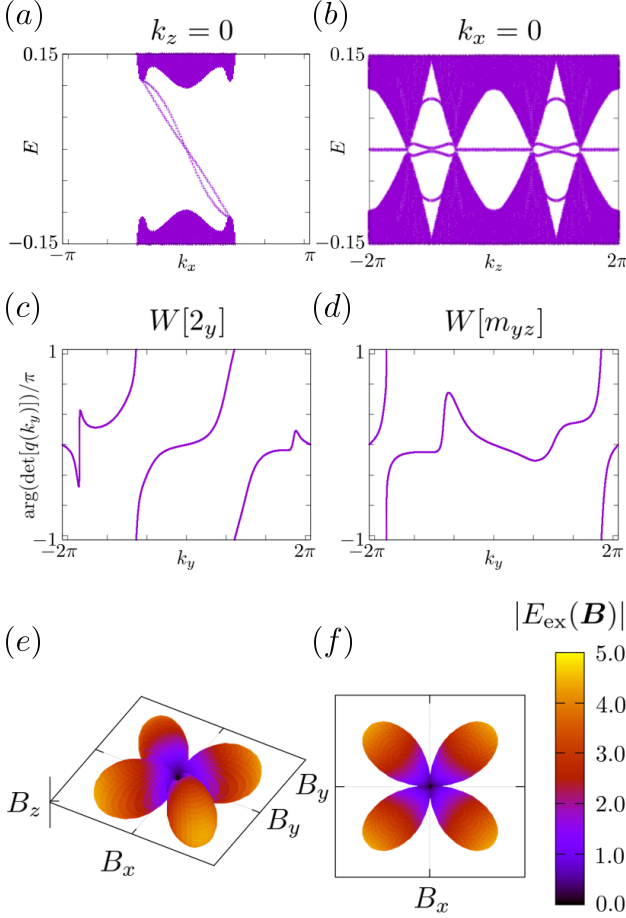 (a)
k_z = 0
0.15
E
−0.15
−π
k_x
π
(b)
k_x = 0
0.15
E
−0.15
−2π
k_z
2π
(c)
W[2_y]
1
arg(det[q(k_y)])/π
−1
−2π
k_y
2π
(d)
W[m_{yz}]
1
−1
−2π
k_y
2π
(e)
B_z
B_x
B_y
(f)
B_y
B_x
|E_ex(B)|
5.0
4.0
3.0
2.0
1.0
0.0